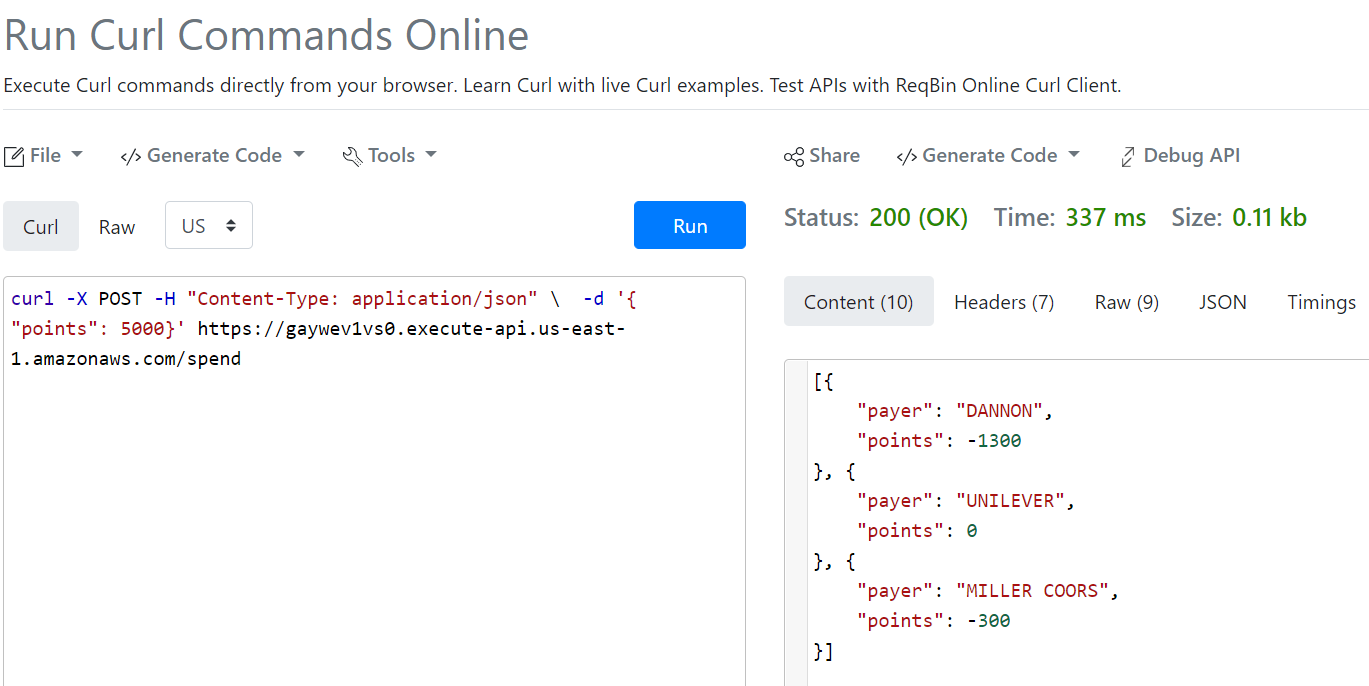 Run Curl Commands Online
Execute Curl commands directly from your browser. Learn Curl with live Curl examples. Test APIs with ReqBin Online Curl Client.
File </> Generate Code Tools
Curl Raw US Run
curl -X POST -H "Content-Type: application/json" \  -d '{
"points": 5000}' https://gaywev1vs0.execute-api.us-east-
1.amazonaws.com/spend
Share </> Generate Code Debug API
Status: 200 (OK) Time: 337 ms Size: 0.11 kb
Content (10) Headers (7) Raw (9) JSON Timings
[{
    "payer": "DANNON",
    "points": -1300
}, {
    "payer": "UNILEVER",
    "points": 0
}, {
    "payer": "MILLER COORS",
    "points": -300
}]